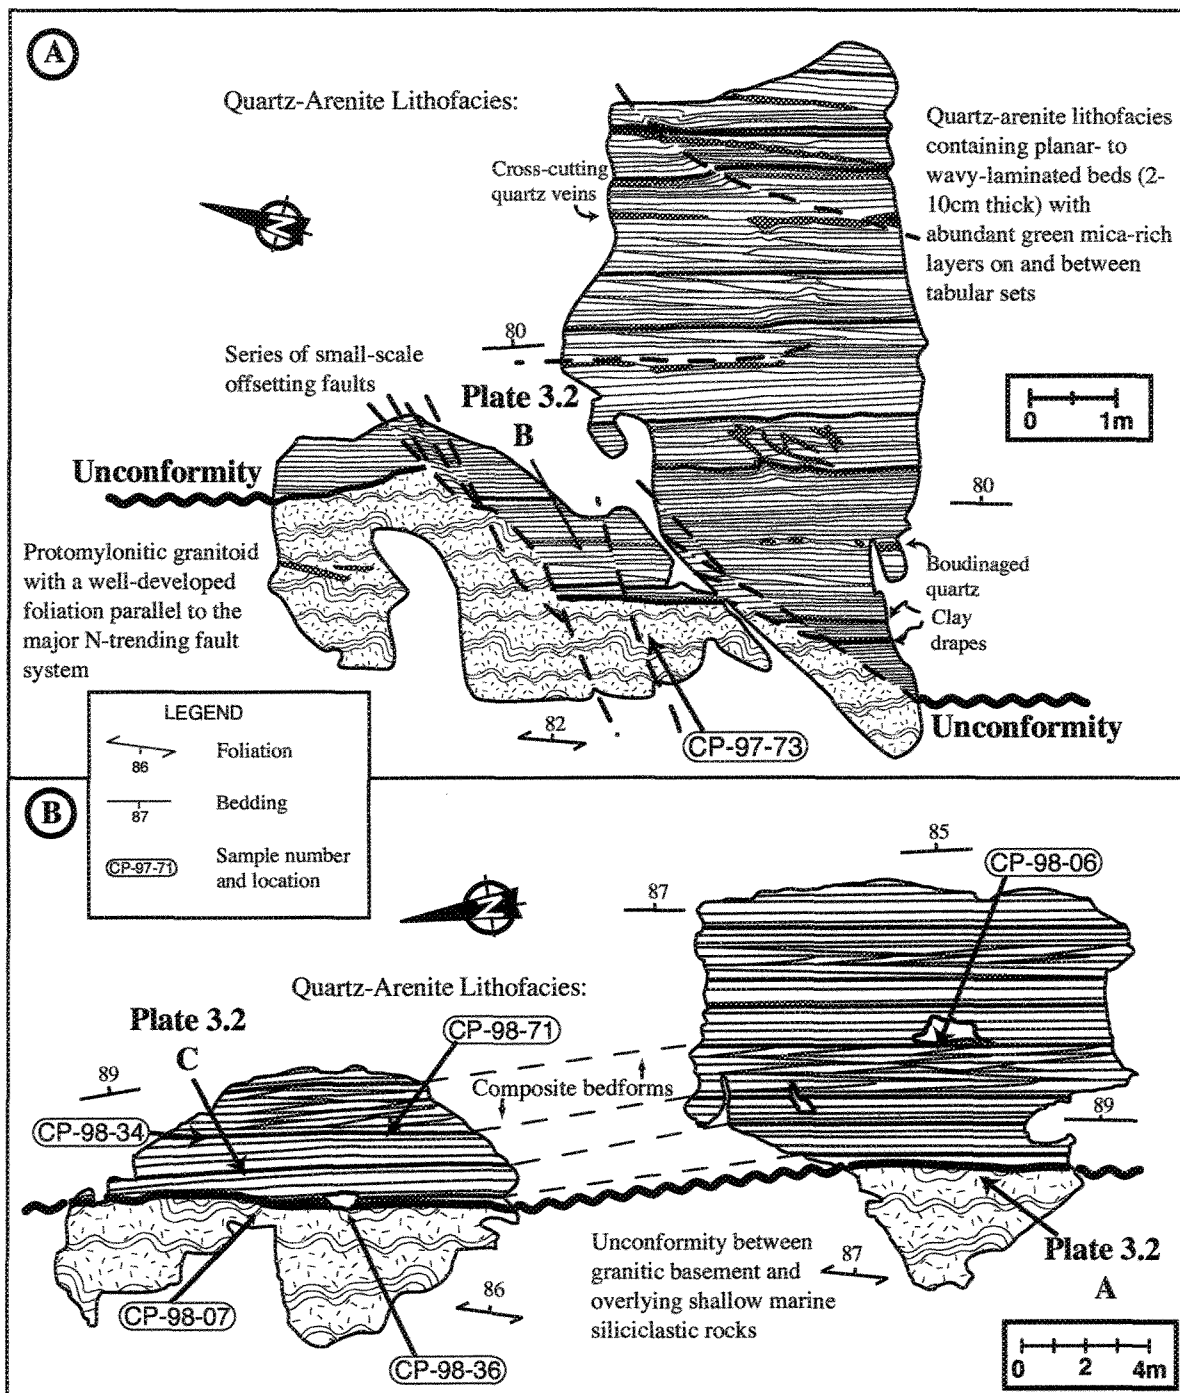 A
Quartz-Arenite Lithofacies:
Cross-cutting
quartz veins
Quartz-arenite lithofacies
containing planar- to
wavy-laminated beds (2-
10cm thick) with
abundant green mica-rich
layers on and between
tabular sets
N
80
Series of small-scale
offsetting faults
Plate 3.2
B
0 1m
Unconformity
80
Protomylonitic granitoid
with a well-developed
foliation parallel to the
major N-trending fault
system
Boudinaged
quartz
Clay
drapes
82
CP-97-73
Unconformity
LEGEND
86
Foliation
87
Bedding
CP-97-71
Sample number
and location
B
85
CP-98-06
87
N
Quartz-Arenite Lithofacies:
Plate 3.2
C
CP-98-71
89
Composite bedforms
CP-98-34
89
Unconformity between
granitic basement and
overlying shallow marine
siliciclastic rocks
87
Plate 3.2
A
86
CP-98-07
CP-98-36
0 2 4m